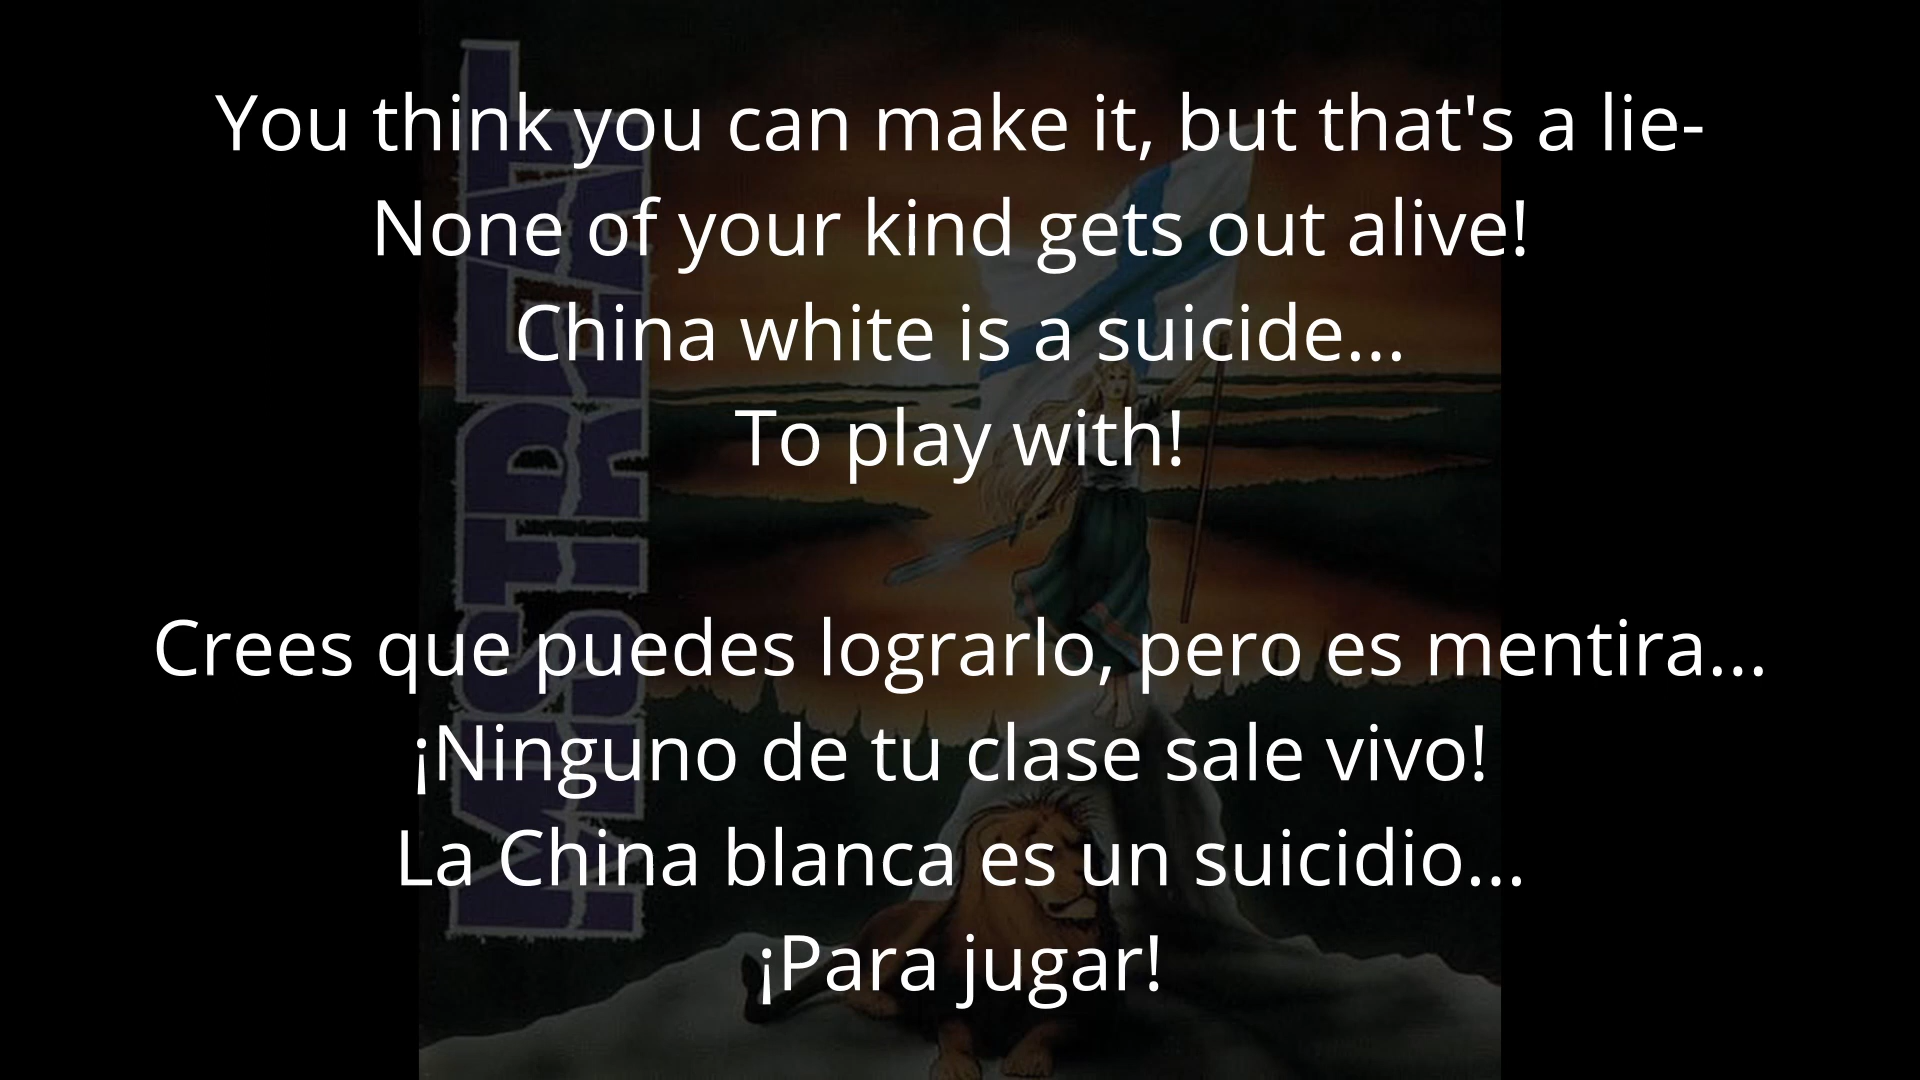 You think you can make it, but that's a lie-
None of your kind gets out alive!
China white is a suicide...
To play with!
Crees que puedes lograrlo, pero es mentira...
¡Ninguno de tu clase sale vivo!
La China blanca es un suicidio...
¡Para jugar!
MISTREAT